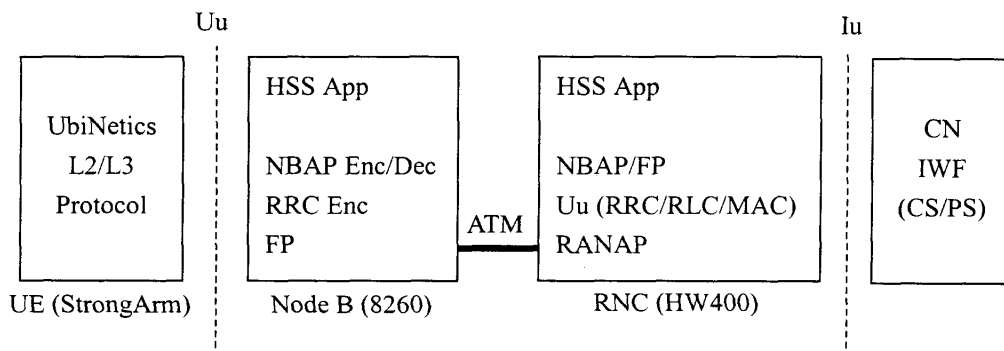 Uu
Iu
UbiNetics
L2/L3
Protocol
UE (StrongArm)
HSS App
NBAP Enc/Dec
RRC Enc
FP
Node B (8260)
ATM
HSS App
NBAP/FP
Uu (RRC/RLC/MAC)
RANAP
RNC (HW400)
CN
IWF
(CS/PS)